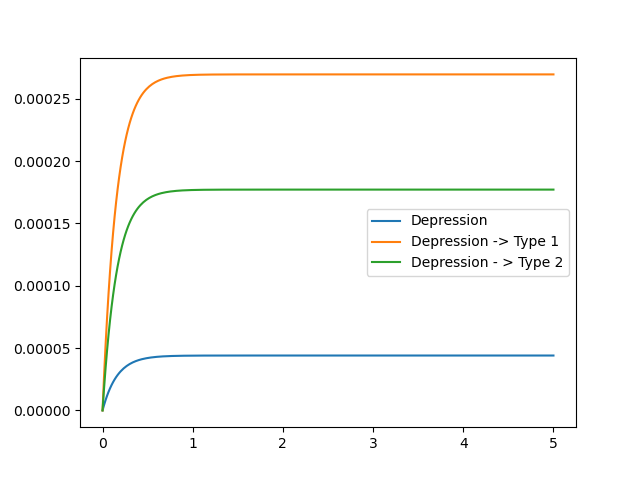 0.00025
0.00020
0.00015
0.00010
0.00005
0.00000
0 1 2 3 4 5
Depression
Depression -> Type 1
Depression - > Type 2